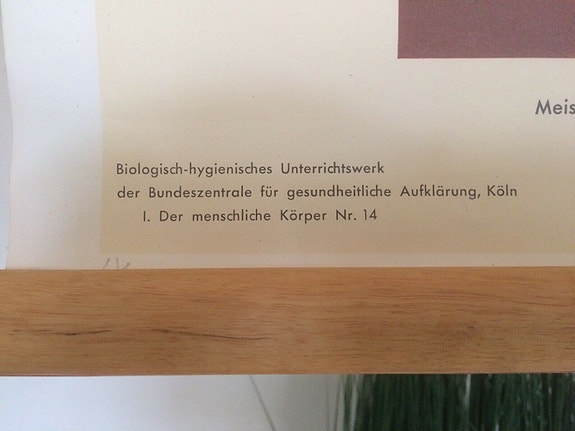 Meis
Biologisch-hygienisches Unterrichtswerk
der Bundeszentrale für gesundheitliche Aufklärung, Köln
I. Der menschliche Körper Nr. 14